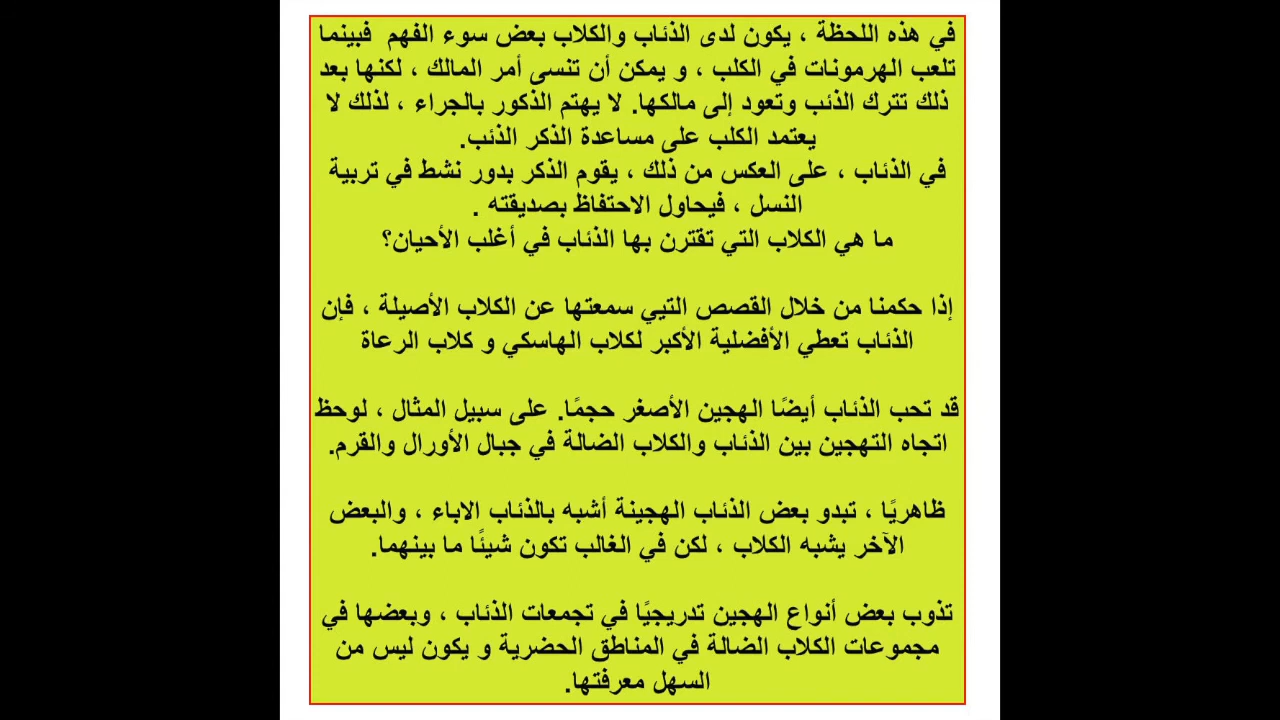 في هذه اللحظة ، يكون لدى الذئاب والكلاب بعض سوء الفهم فبينما
تلعب الهرمونات في الكلب ، و يمكن أن تنسى أمر المالك ، لكنها بعد
ذلك تترك الذئب وتعود إلى مالكها. لا يهتم الذكور بالجراء ، لذلك لا
يعتمد الكلب على مساعدة الذكر الذئب.
في الذئاب ، على العكس من ذلك ، يقوم الذكر بدور نشط في تربية
النسل ، فيحاول الاحتفاظ بصديقته .
ما هي الكلاب التي تقترن بها الذئاب في أغلب الأحيان؟
إذا حكمنا من خلال القصص التيي سمعتها عن الكلاب الأصيلة ، فإن
الذئاب تعطي الأفضلية الأكبر لكلاب الهاسكي و كلاب الرعاة
قد تحب الذئاب أيضًا الهجين الأصغر حجمًا. على سبيل المثال ، لوحظ
اتجاه التهجين بين الذئاب والكلاب الضالة في جبال الأورال والقرم.
ظاهريًا ، تبدو بعض الذئاب الهجينة أشبه بالذئاب الاباء ، والبعض
الآخر يشبه الكلاب ، لكن في الغالب تكون شيئًا ما بينهما.
تذوب بعض أنواع الهجين تدريجيًا في تجمعات الذئاب ، وبعضها في
مجموعات الكلاب الضالة في المناطق الحضرية و يكون ليس من
السهل معرفتها.